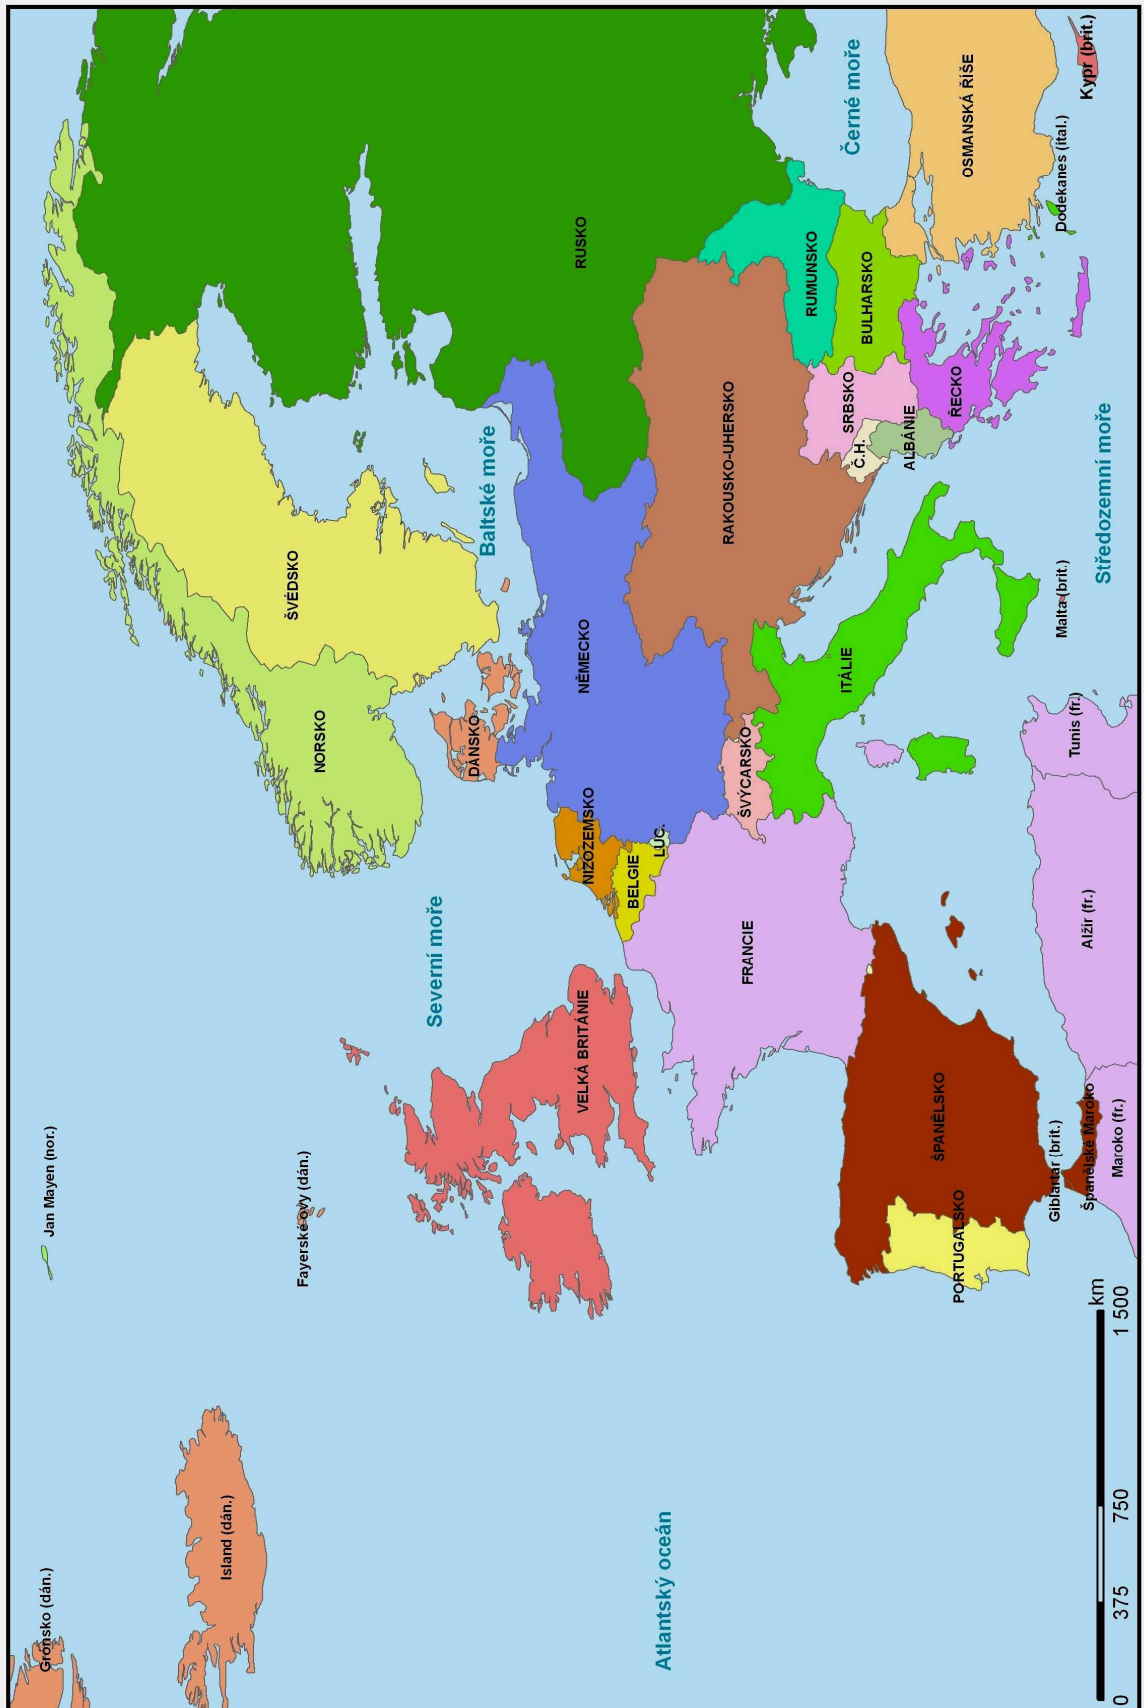 Grónsko (dán.)
Jan Mayen (nor.)
Island (dán.)
Fayerské ovy (dán.)
NORSKO
ŠVÉDSKO
RUSKO
Severní moře
Baltské moře
DÁNSKO
VELKÁ BRITÁNIE
NIZOZEMSKO
BELGIE
LUC.
NĚMECKO
Atlantský oceán
FRANCIE
ŠVÝCARSKO
RAKOUSKO-UHERSKO
RUMUNSKO
Černé moře
ITÁLIE
SRBSKO
Č.H.
BULHARSKO
ALBÁNIE
ŘECKO
OSMANSKÁ ŘÍŠE
PORTUGALSKO
ŠPANĚLSKO
Giblartar (brit.)
Španělské Maroko
Maroko (fr.)
Alžír (fr.)
Tunis (fr.)
Malta (brit.)
Středozemní moře
Dodekanes (ital.)
Kypr (brit.)
km
0 375 750 1 500